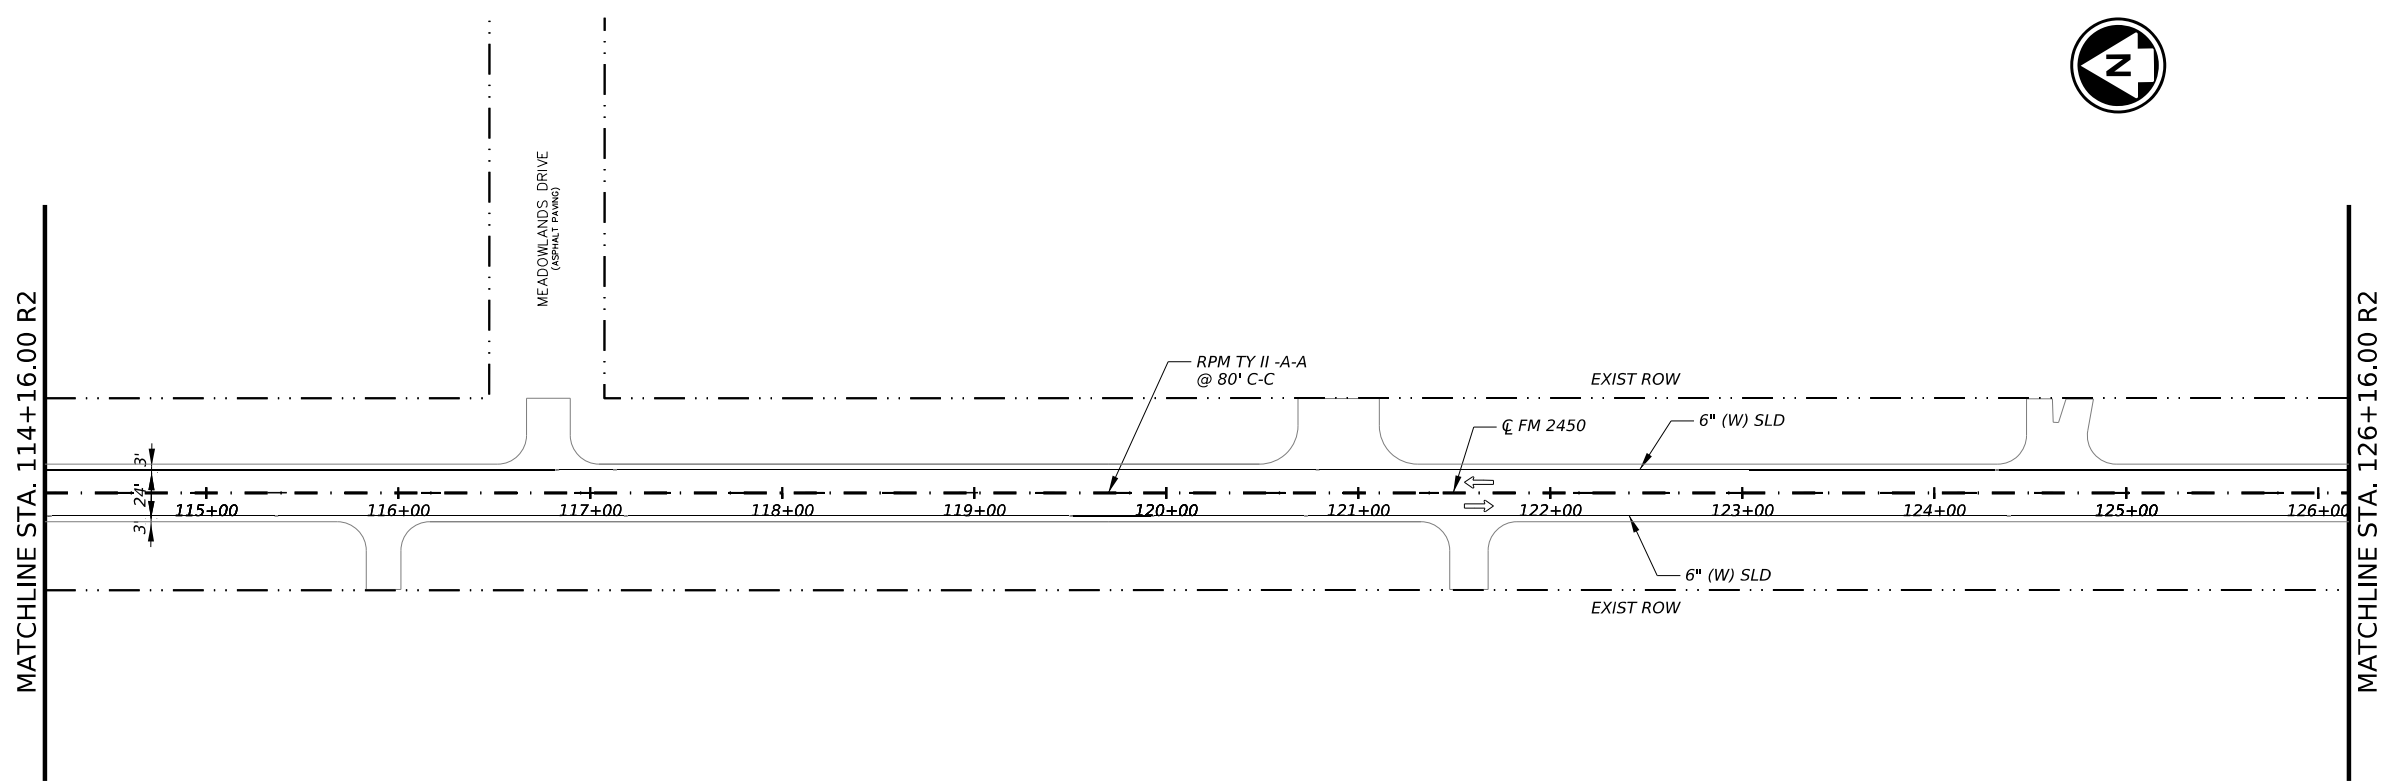 N
MEADOWLANDS DRIVE
(ASPHALT PAVING)
MATCHLINE STA. 114+16.00 R2
MATCHLINE STA. 126+16.00 R2
RPM TY II -A-A
@ 80' C-C
EXIST ROW
6" (W) SLD
℄ FM 2450
3'
24'
3'
115+00
116+00
117+00
118+00
119+00
120+00
121+00
122+00
123+00
124+00
125+00
126+00
6" (W) SLD
EXIST ROW